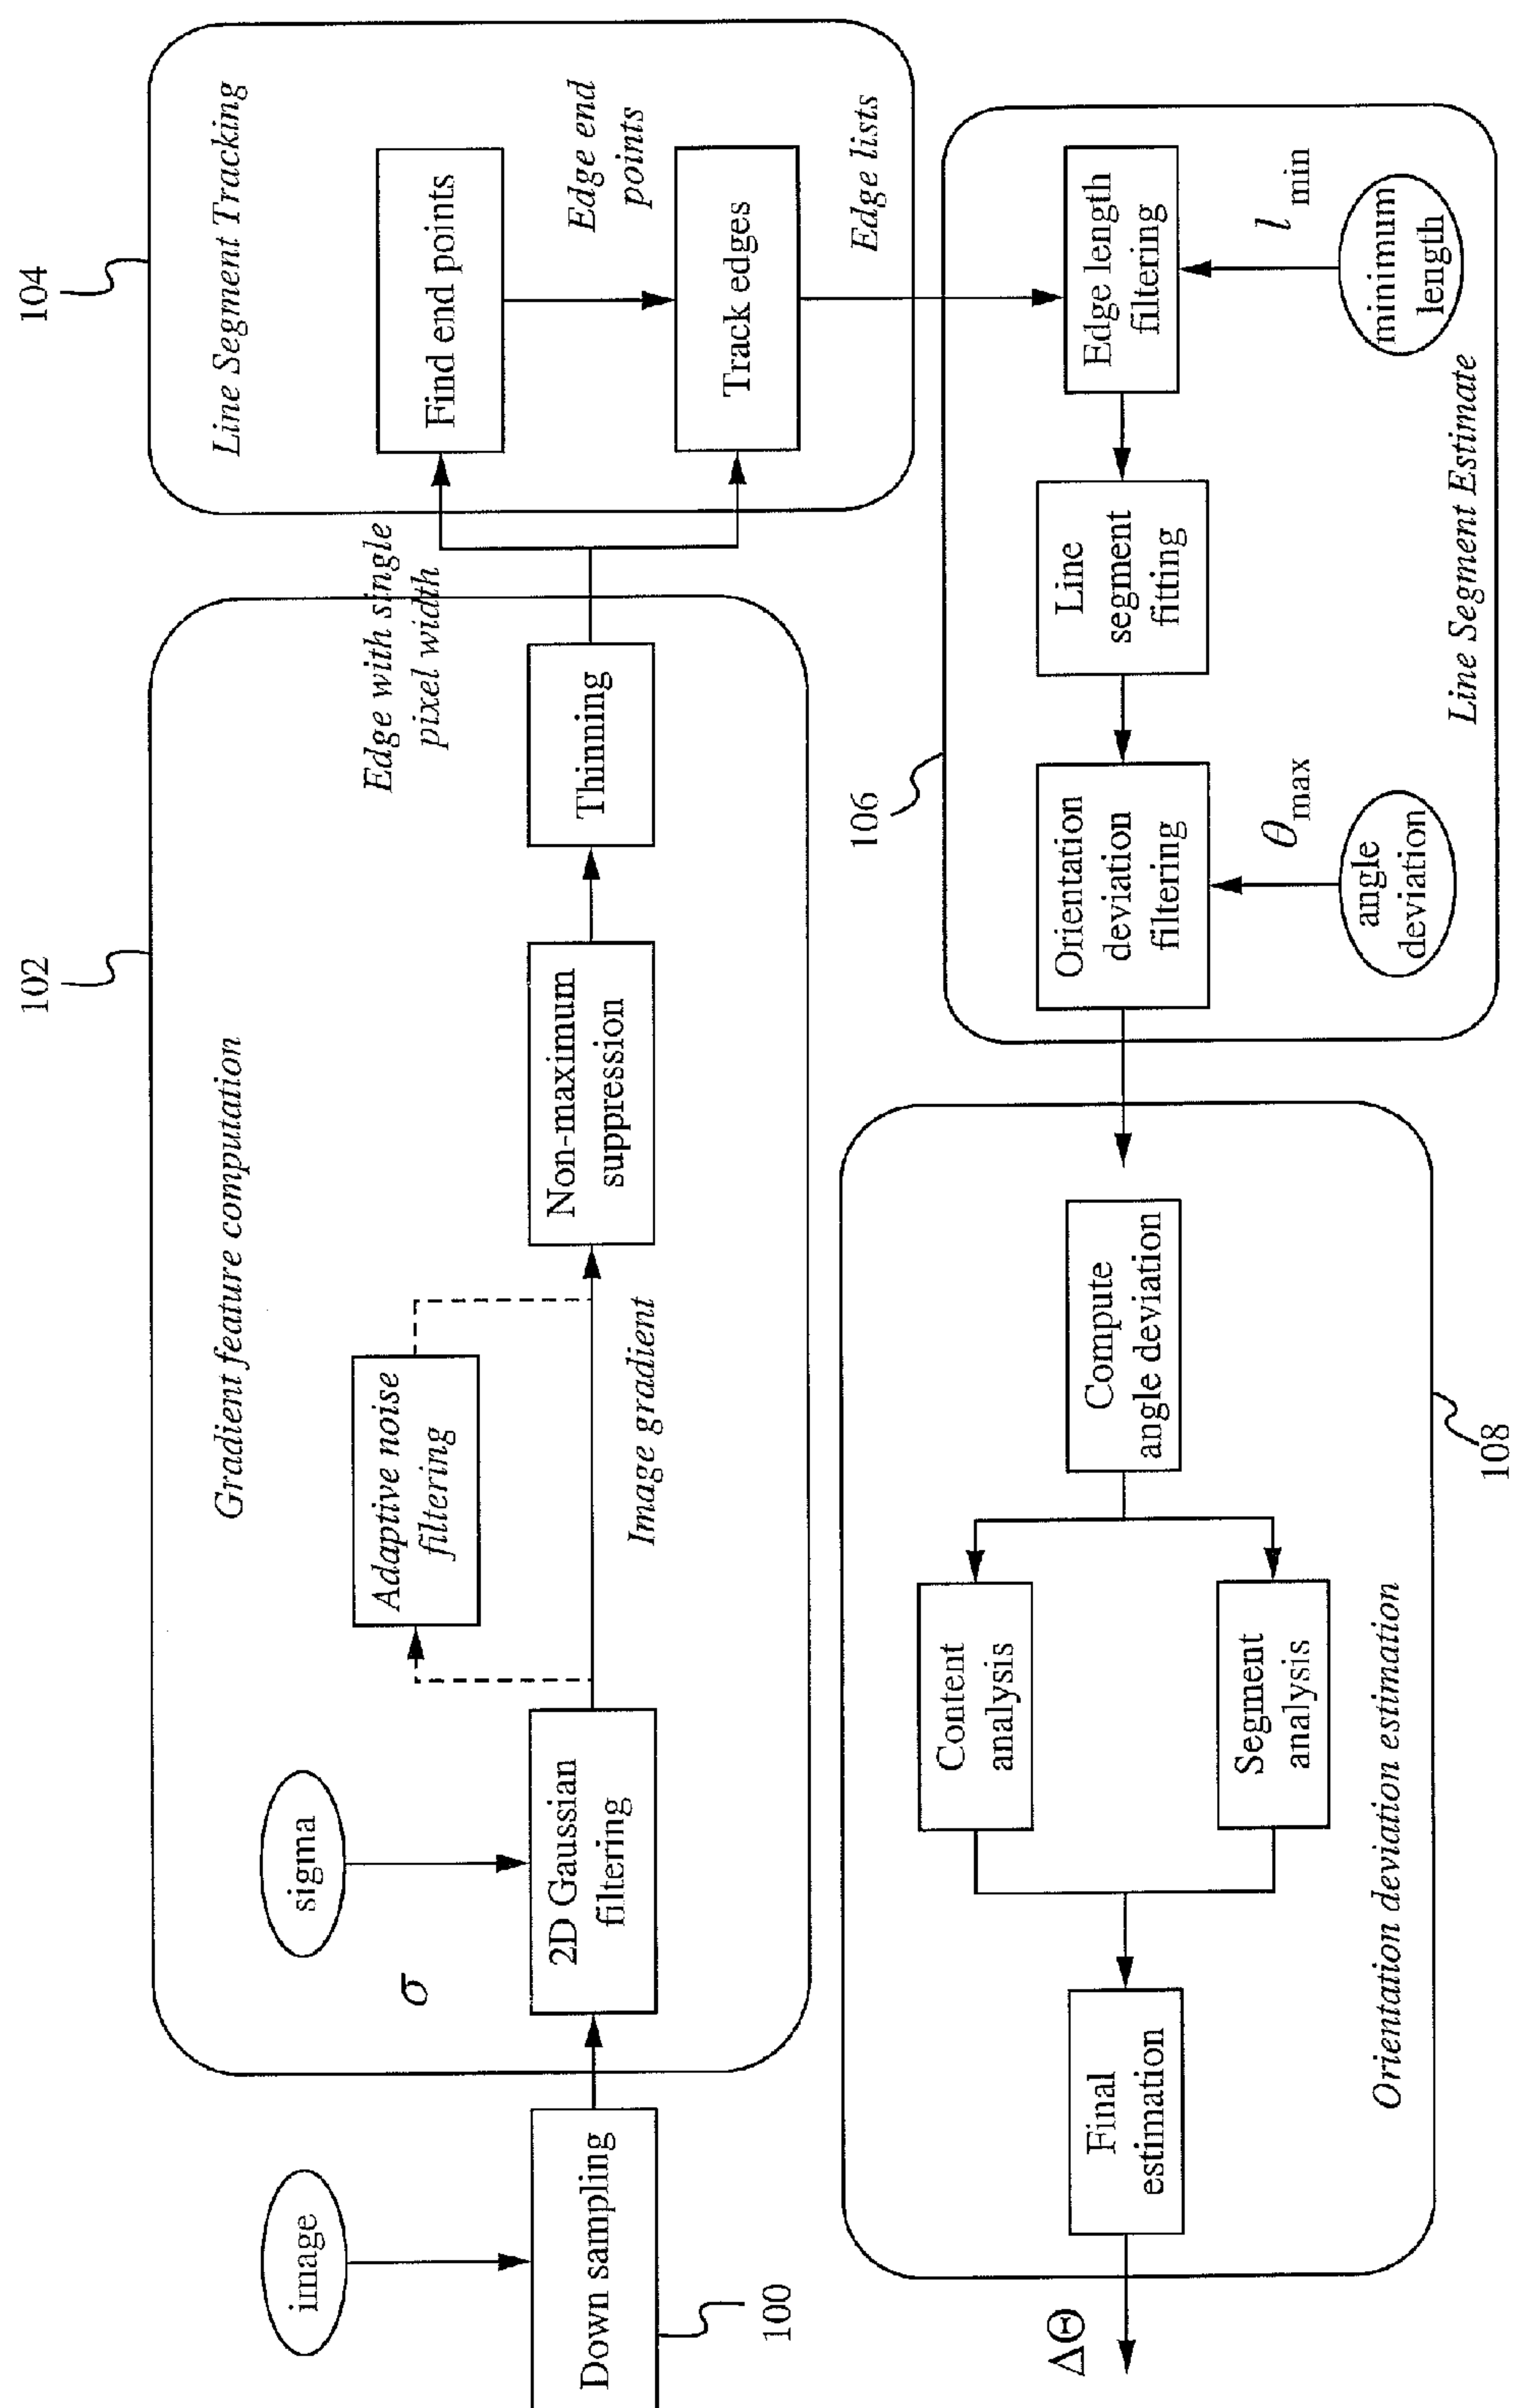 image
Down sampling
100
102
Gradient feature computation
sigma
σ
2D Gaussian
filtering
Adaptive noise
filtering
Image gradient
Non-maximum
suppression
Thinning
Edge with single
pixel width
104
Line Segment Tracking
Find end points
Edge end
points
Track edges
Edge lists
106
Edge length
filtering
l min
minimum
length
Line
segment
fitting
Orientation
deviation
filtering
θmax
angle
deviation
Line Segment Estimate
Compute
angle deviation
Content
analysis
Segment
analysis
Final
estimation
Orientation deviation estimation
108
ΔΘ